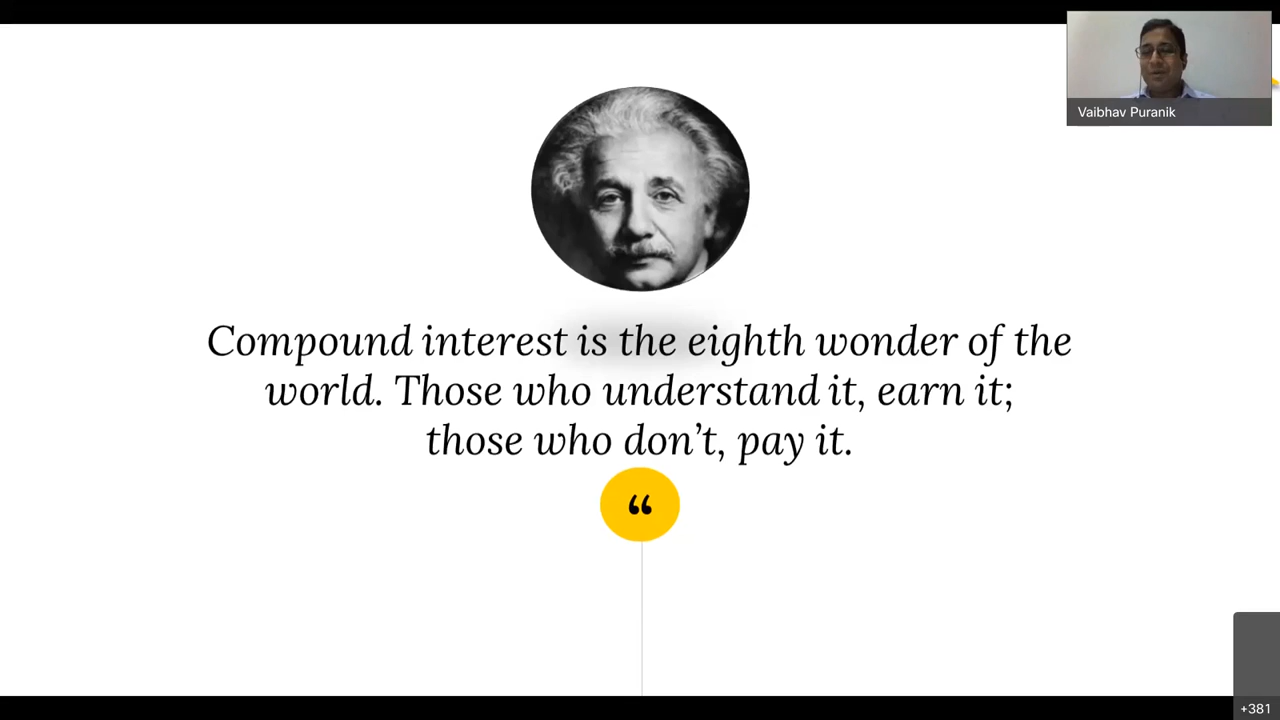 Vaibhav Puranik
Compound interest is the eighth wonder of the
world. Those who understand it, earn it;
those who don’t, pay it.
“
+381